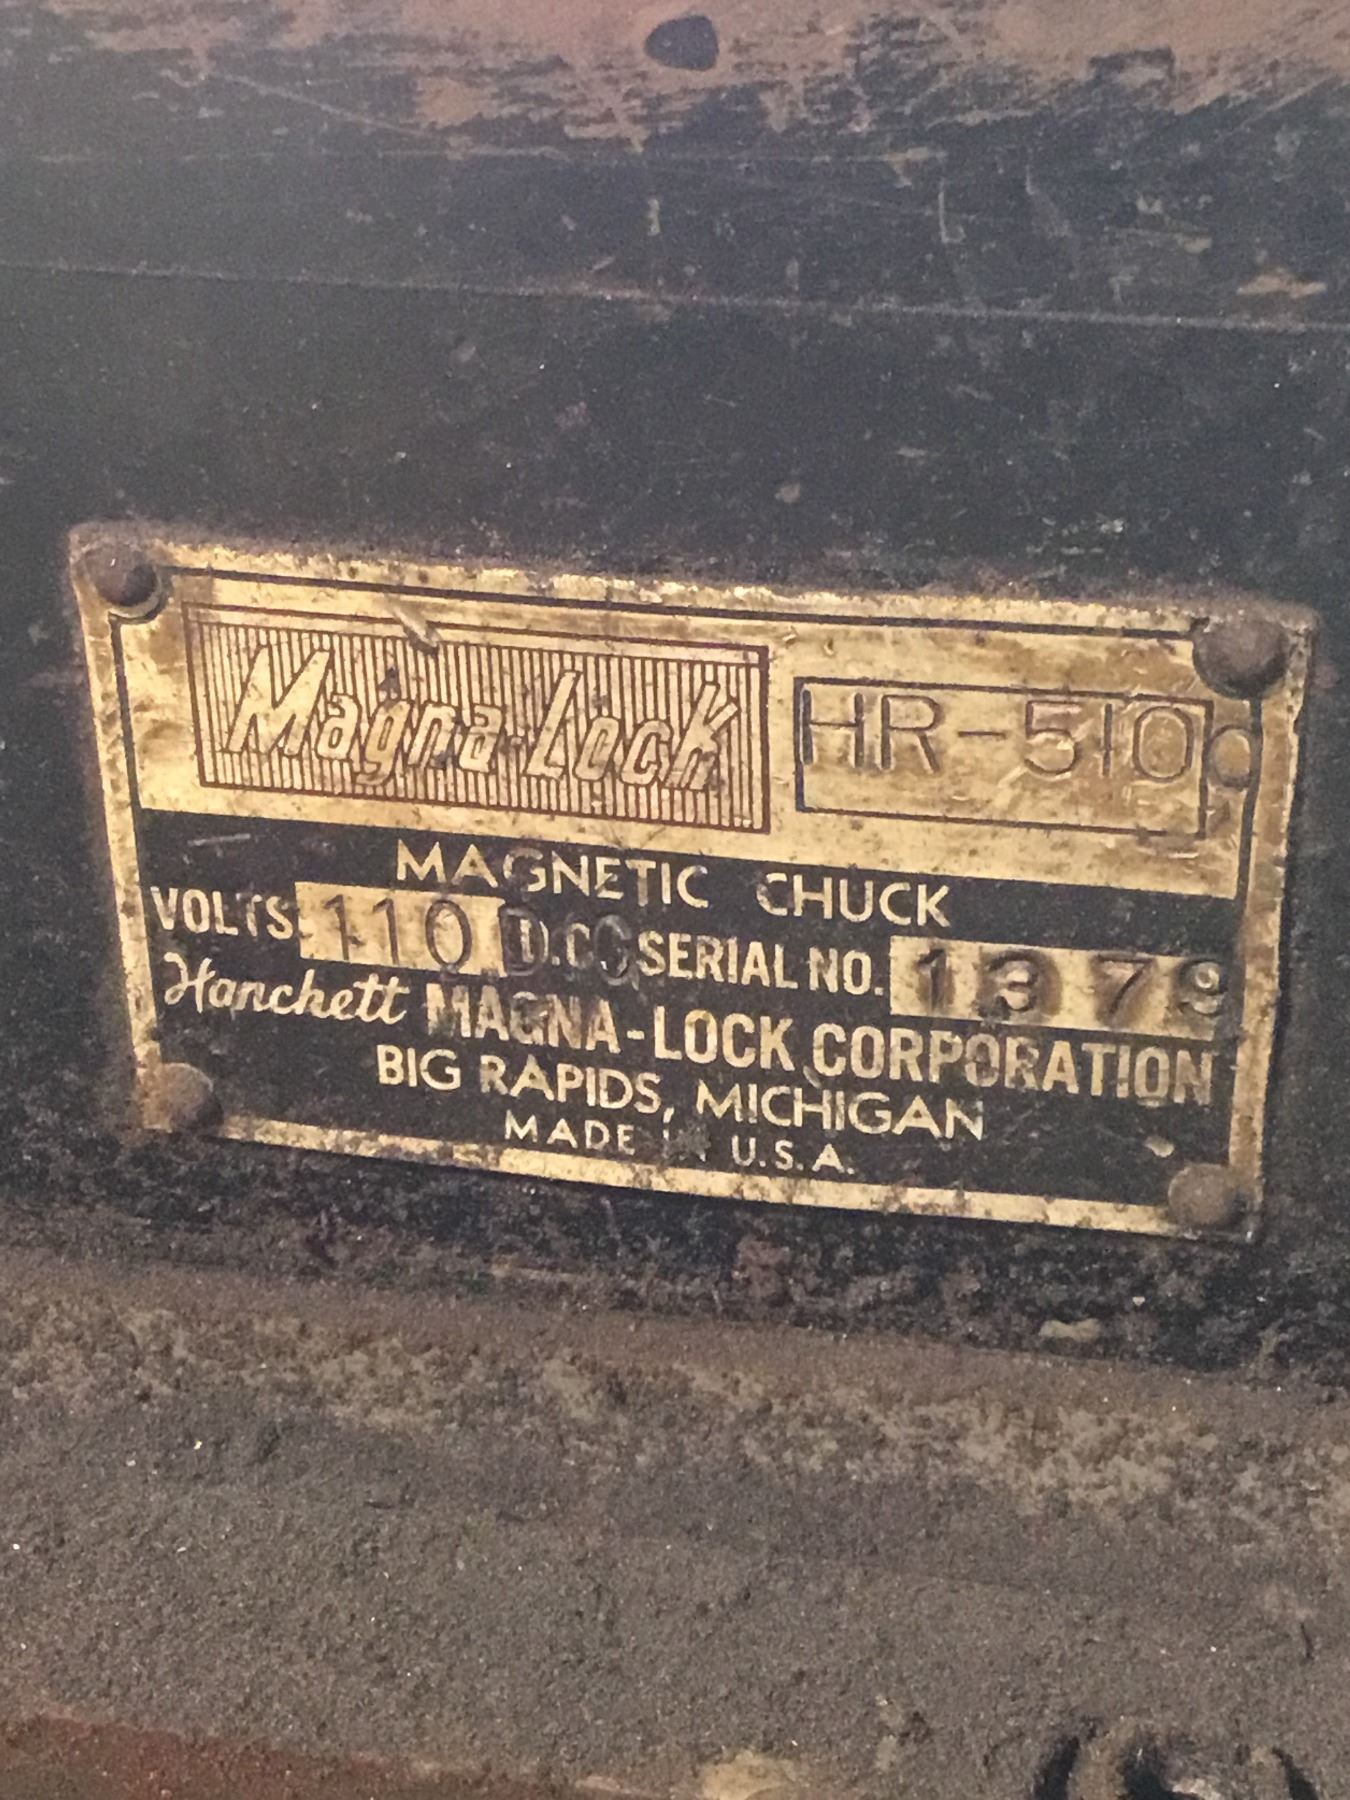 Magna-Lock HR-510
MAGNETIC CHUCK
VOLTS 110 D.C. SERIAL NO. 1379
Hanchett MAGNA-LOCK CORPORATION
BIG RAPIDS, MICHIGAN
MADE IN U.S.A.